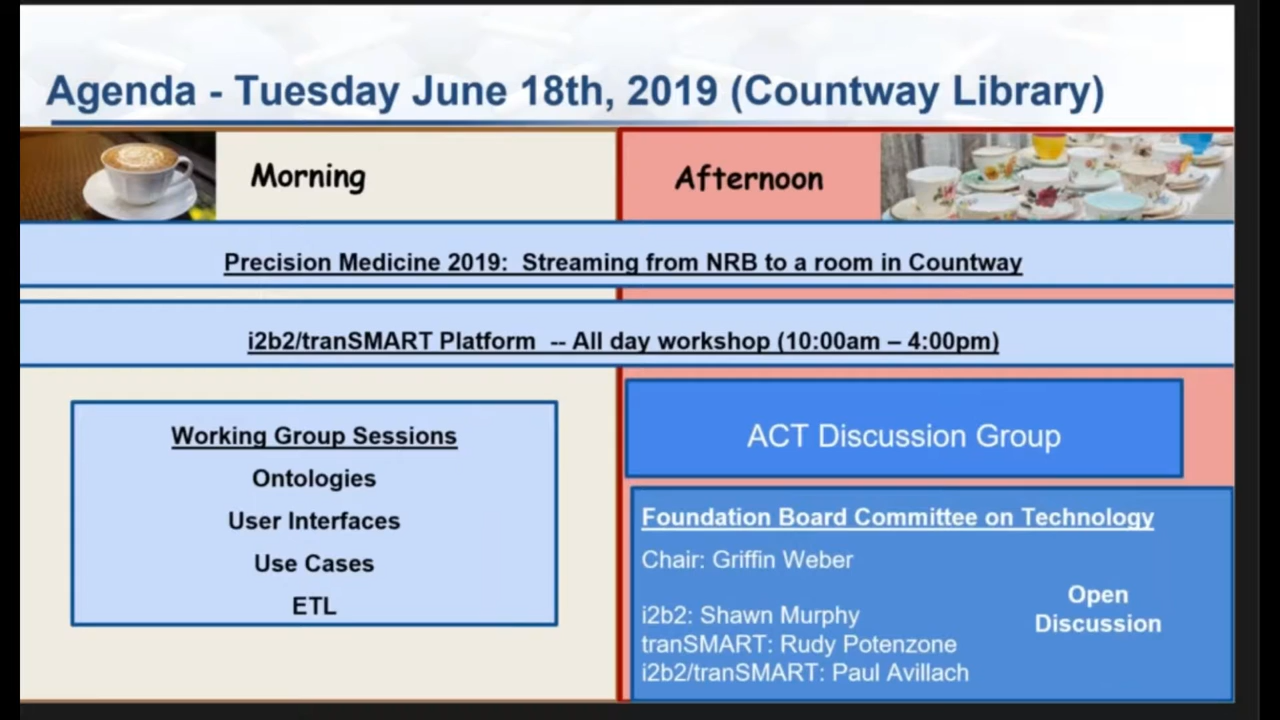 Agenda - Tuesday June 18th, 2019 (Countway Library)
Morning
Afternoon
Precision Medicine 2019:  Streaming from NRB to a room in Countway
i2b2/tranSMART Platform  -- All day workshop (10:00am – 4:00pm)
Working Group Sessions
Ontologies
User Interfaces
Use Cases
ETL
ACT Discussion Group
Foundation Board Committee on Technology
Chair: Griffin Weber
i2b2: Shawn Murphy
tranSMART: Rudy Potenzone
i2b2/tranSMART: Paul Avillach
Open
Discussion